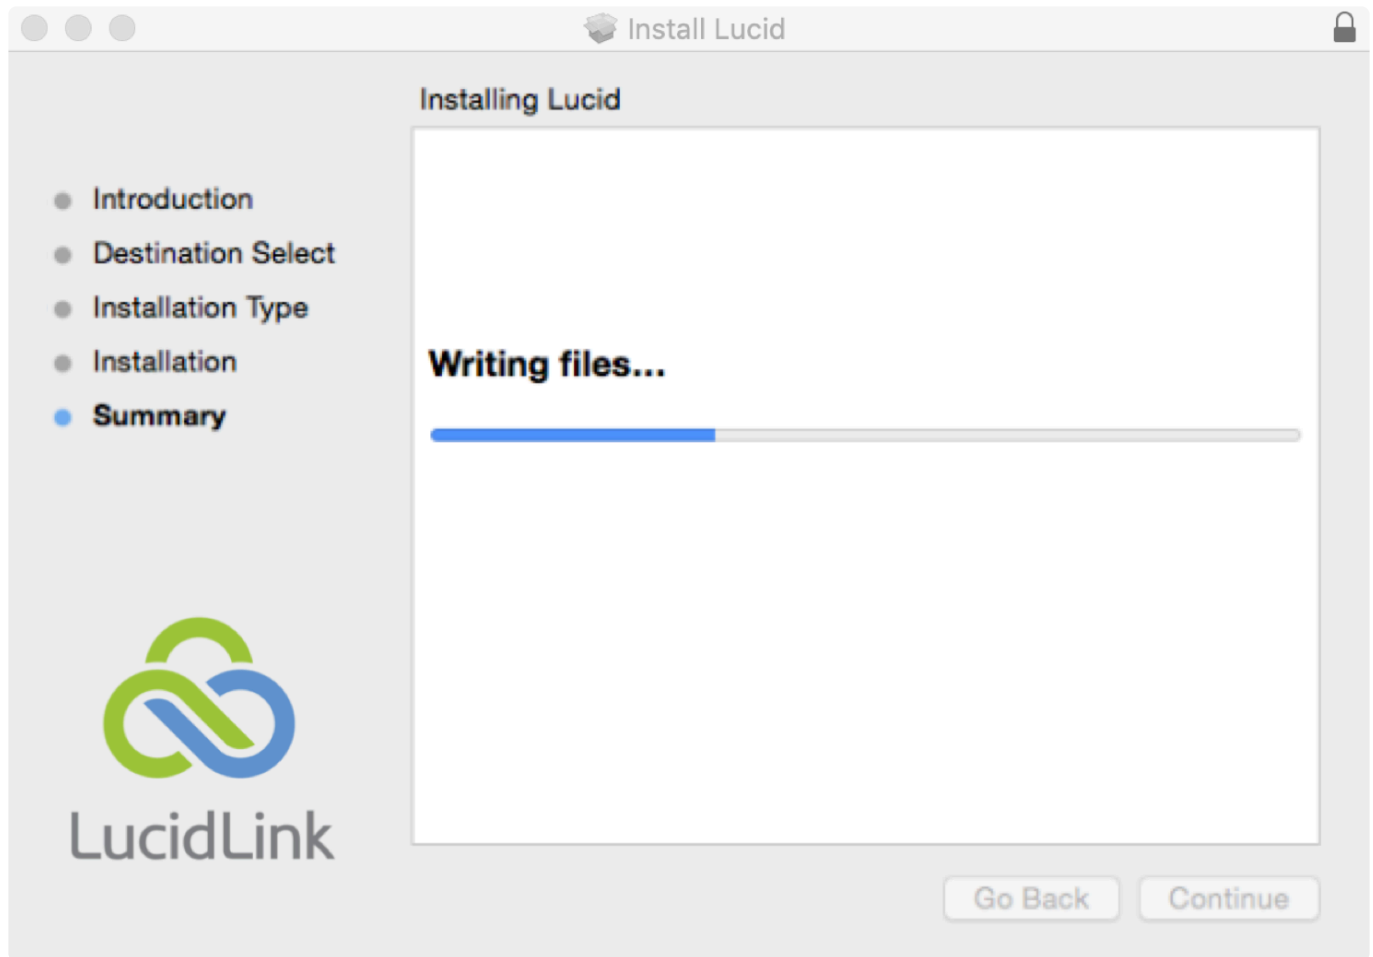 Install Lucid
Installing Lucid
Introduction
Destination Select
Installation Type
Installation
Summary
Writing files...
LucidLink
Go Back
Continue